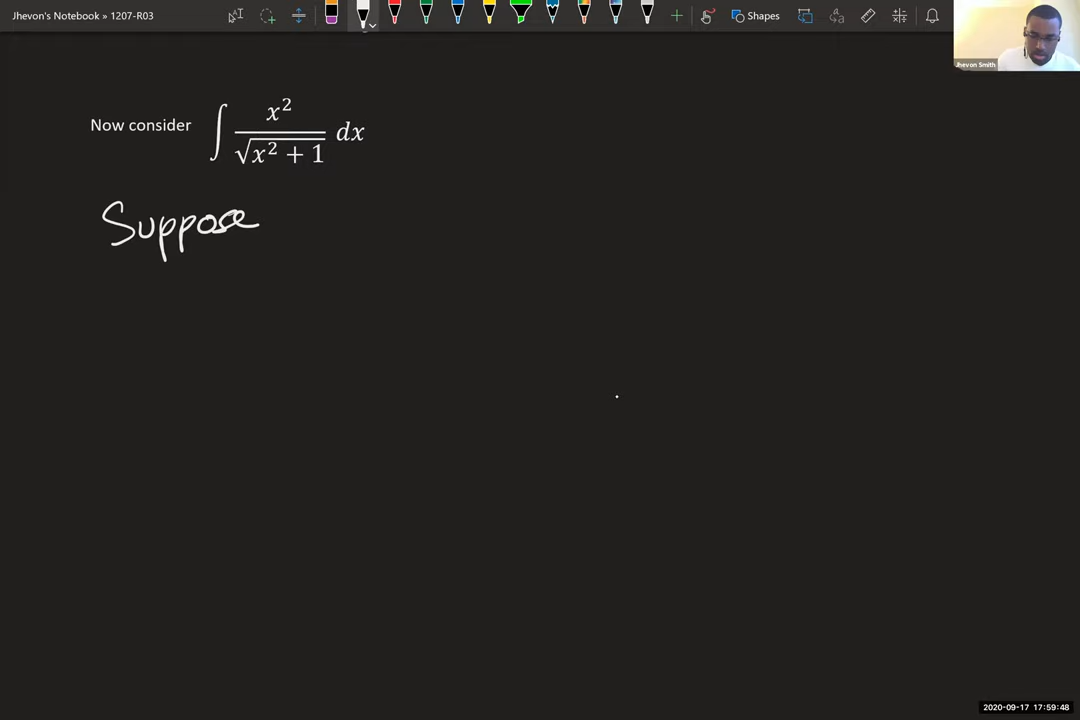 Jhevon's Notebook » 1207-R03
Shapes
Jhevon Smith
Now consider ∫ x² / √(x² + 1) dx
Suppose
2020-09-17 17:59:48